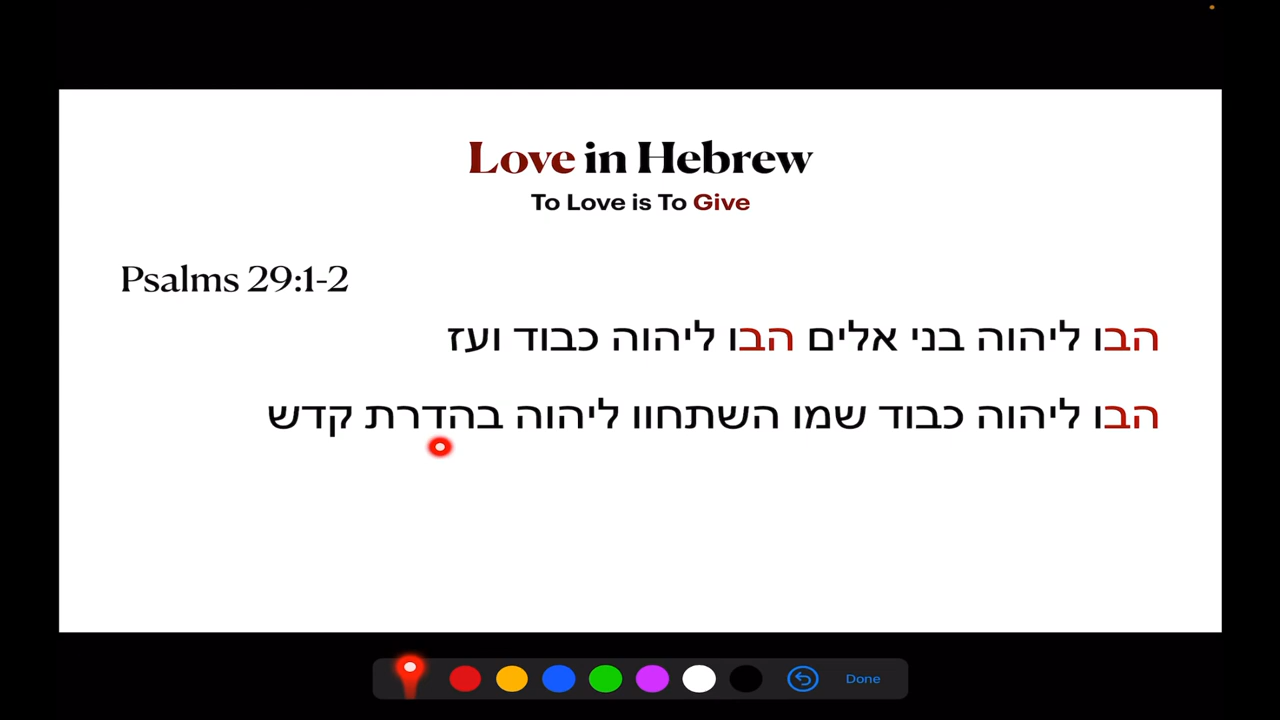 Love in Hebrew
To Love is To Give
Psalms 29:1-2
הבו ליהוה בני אלים הבו ליהוה כבוד ועז
הבו ליהוה כבוד שמו השתחוו ליהוה בהדרת קדש
Done